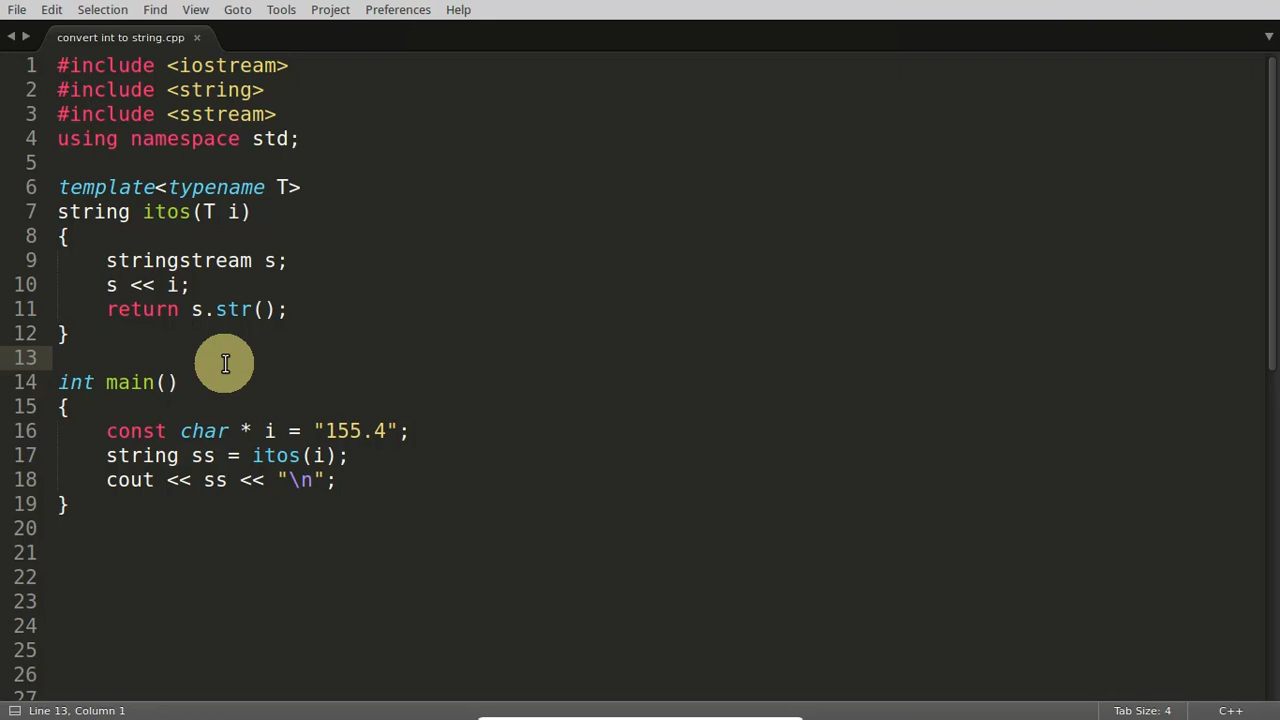 File Edit Selection Find View Goto Tools Project Preferences Help
convert int to string.cpp ×
1 #include <iostream>
2 #include <string>
3 #include <sstream>
4 using namespace std;
5
6 template<typename T>
7 string itos(T i)
8 {
9     stringstream s;
10     s << i;
11     return s.str();
12 }
13
14 int main()
15 {
16     const char * i = "155.4";
17     string ss = itos(i);
18     cout << ss << "\n";
19 }
20
21
22
23
24
25
26
27
Line 13, Column 1 Tab Size: 4 C++